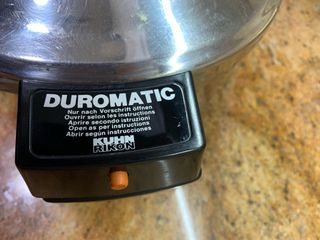 DUROMATIC
Nur nach Vorschrift öffnen
Ouvrir selon les instructions
Aprire secondo istruzioni
Open as per instructions
Abrir según instrucciones
KUHN
RIKON